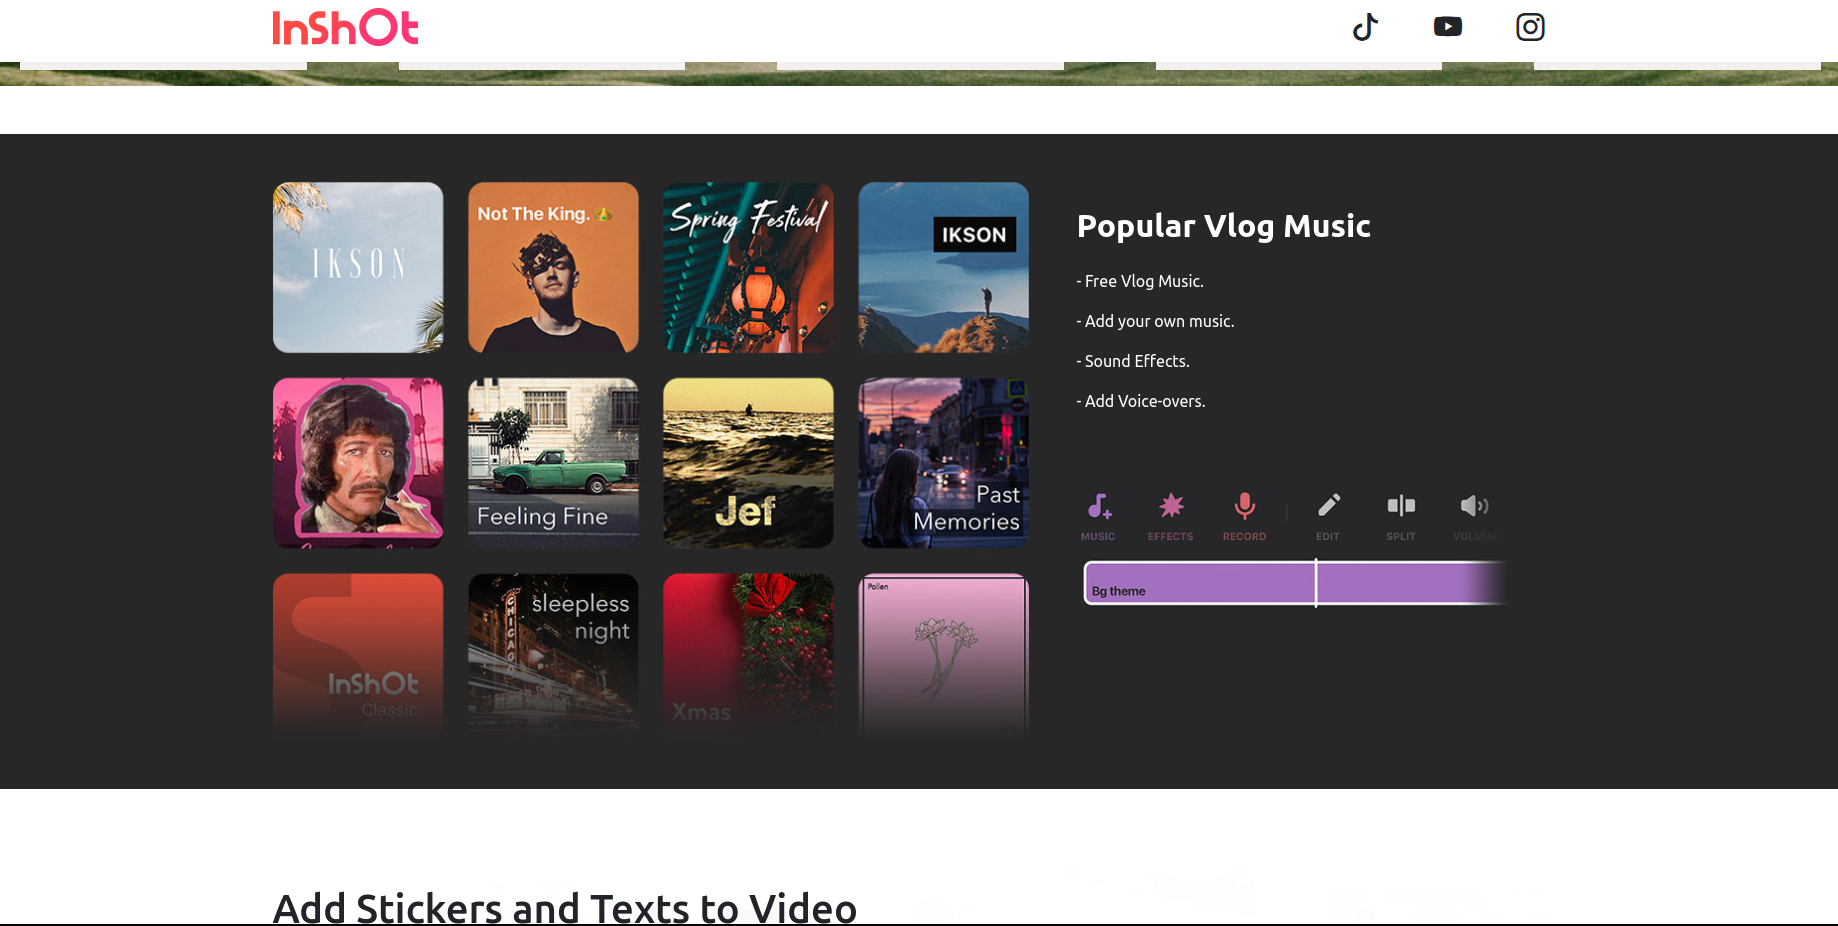 InShOt
IKSON
Not The King.
Spring Festival
IKSON
Feeling Fine
Jef
Past
Memories
InShOt
Classic
sleepless
night
CHICAGO
Xmas
Pollen
Popular Vlog Music
- Free Vlog Music.
- Add your own music.
- Sound Effects.
- Add Voice-overs.
MUSIC
EFFECTS
RECORD
EDIT
SPLIT
VOLUME
Bg theme
Add Stickers and Texts to Video